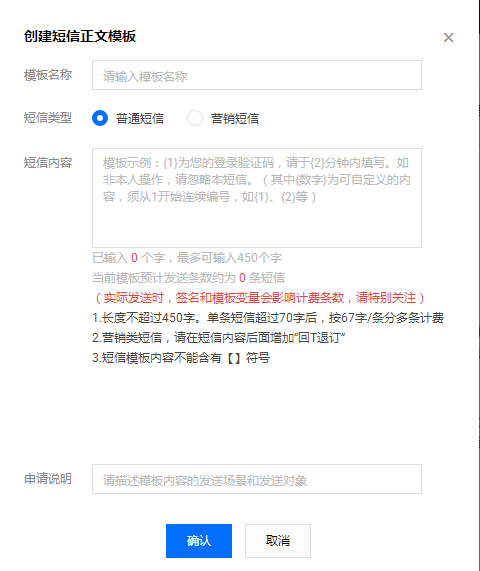 创建短信正文模板
模板名称
请输入模板名称
短信类型
普通短信
营销短信
短信内容
模板示例：{1}为您的登录验证码，请于{2}分钟内填写。如
非本人操作，请忽略本短信。（其中{数字}为可自定义的内
容，须从1开始连续编号，如{1}、{2}等）
已输入 0 个字，最多可输入450个字
当前模板预计发送条数约为 0 条短信
（实际发送时，签名和模板变量会影响计费条数，请特别关注）
1.长度不超过450字。单条短信超过70字后，按67字/条分多条计费
2.营销类短信，请在短信内容后面增加“回T退订”
3.短信模板内容不能含有【】符号
申请说明
请描述模板内容的发送场景和发送对象
确认
取消